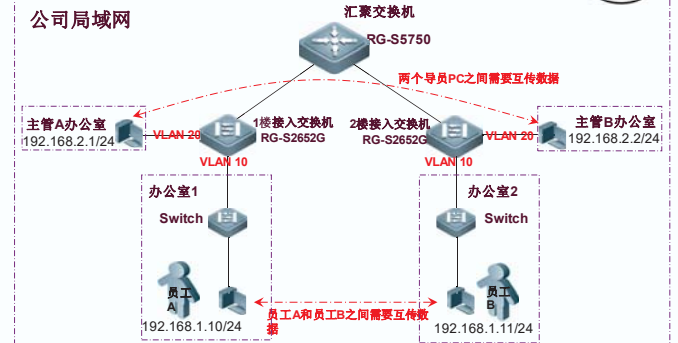 公司局域网
汇聚交换机
RG-S5750
两个导员PC之间需要互传数据
主管A办公室
192.168.2.1/24
VLAN 20
1楼接入交换机
RG-S2652G
VLAN 10
2楼接入交换机
RG-S2652G
VLAN 20
VLAN 10
主管B办公室
192.168.2.2/24
办公室1
Switch
办公室2
Switch
员工
A
192.168.1.10/24
员工A和员工B之间需要互传数
据
员工
B
192.168.1.11/24